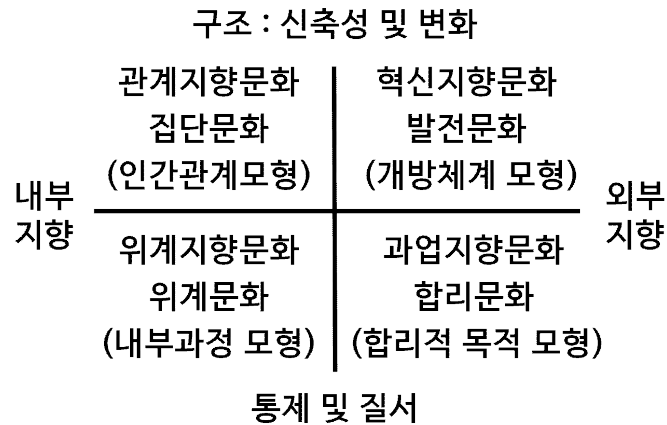 구조 : 신축성 및 변화
관계지향문화
집단문화
(인간관계모형)
혁신지향문화
발전문화
(개방체계 모형)
내부
지향
외부
지향
위계지향문화
위계문화
(내부과정 모형)
과업지향문화
합리문화
(합리적 목적 모형)
통제 및 질서